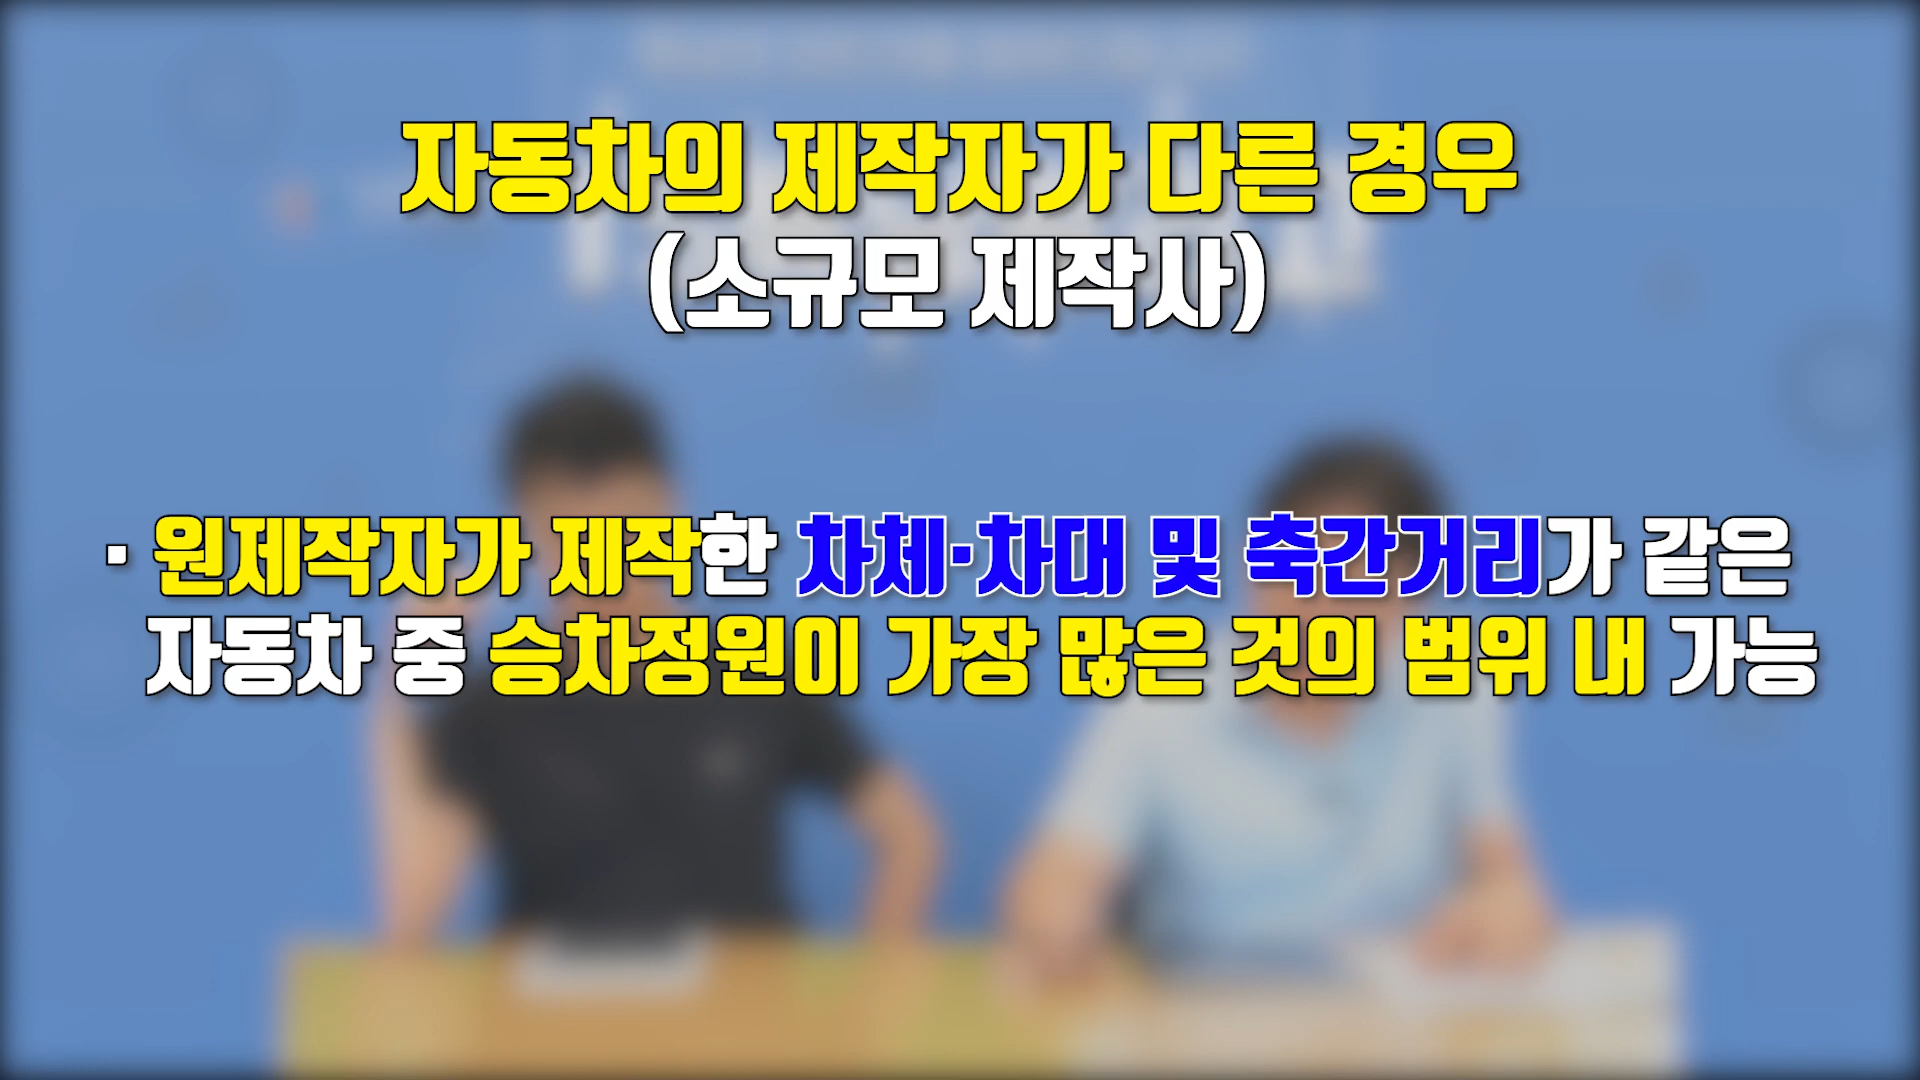 자동차의 제작자가 다른 경우
(소규모 제작사)
· 원제작자가 제작한 차체·차대 및 축간거리가 같은
자동차 중 승차정원이 가장 많은 것의 범위 내 가능